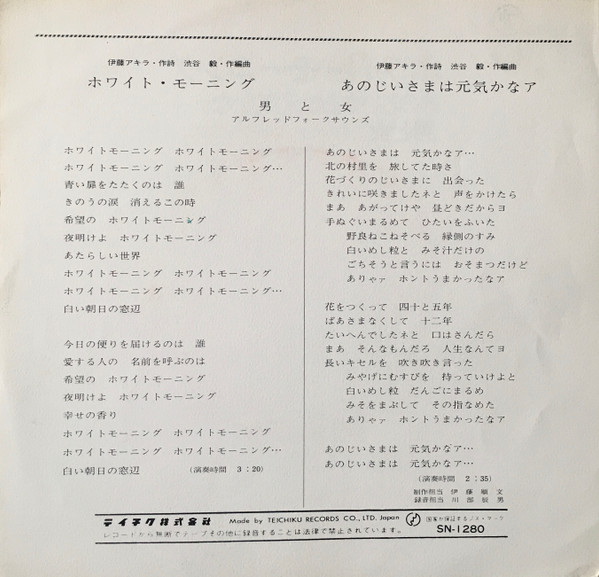 伊藤アキラ・作詩 渋谷 毅・作編曲
ホワイト・モーニング
伊藤アキラ・作詩 渋谷 毅・作編曲
あのじいさまは元気かなア
男と女
アルフレッドフォークサウンズ
ホワイトモーニング ホワイトモーニング
ホワイトモーニング ホワイトモーニング…
青い扉をたたくのは 誰
きのうの涙 消えるこの時
希望の ホワイトモーニング
夜明けよ ホワイトモーニング
あたらしい世界
ホワイトモーニング ホワイトモーニング
ホワイトモーニング ホワイトモーニング…
白い朝日の窓辺
今日の便りを届けるのは 誰
愛する人の 名前を呼ぶのは
希望の ホワイトモーニング
夜明けよ ホワイトモーニング
幸せの香り
ホワイトモーニング ホワイトモーニング
ホワイトモーニング ホワイトモーニング…
白い朝日の窓辺 (演奏時間 3:20)
あのじいさまは 元気かなア…
北の村里を 旅してた時さ
花づくりのじいさまに 出会った
きれいに咲きましたネと 声をかけたら
まあ あがってけや 昼どきだからヨ
手ぬぐいまるめて ひたいをふいた
野良ねこねそべる 縁側のすみ
白いめし粒と みそ汁だけの
ごちそうと言うには おそまつだけど
ありゃァ ホントうまかったなア
花をつくって 四十と五年
ばあさまなくして 十二年
たいへんでしたネと 口はさんだら
まあ そんなもんだろ 人生なんてヨ
長いキセルを 吹き吹き言った
みやげにむすびを 待っていけよと
白いめし粒 だんごにまるめ
みそをまぶして その指なめた
ありゃァ ホントうまかったなア
あのじいさまは 元気かなア…
あのじいさまは 元気かなア…
(演奏時間 2:35)
制作担当 伊藤 順 文
録音担当 川部 辰男
テイチク株式会社 Made by TEICHIKU RECORDS CO., LTD. Japan
レコードから無断でテープその他に録音することは法律で禁止されています。
SN-1280